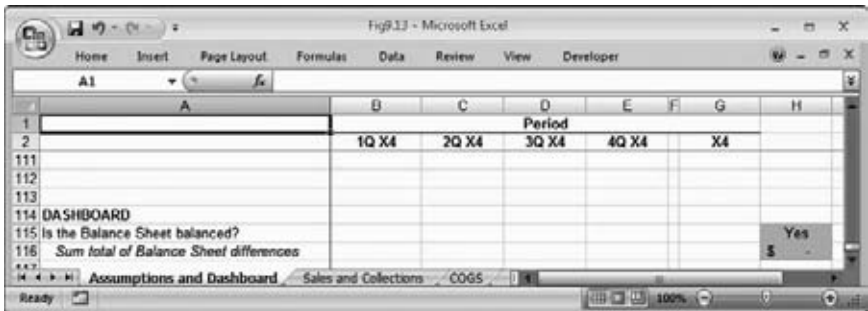 Fig9.13 - Microsoft Excel
Home Insert Page Layout Formulas Data Review View Developer
A1 fx
A B C D E F G H
1 Period
2 1Q X4 2Q X4 3Q X4 4Q X4 X4
111
112
113
114 DASHBOARD
115 Is the Balance Sheet balanced? Yes
116 Sum total of Balance Sheet differences $ -
Assumptions and Dashboard Sales and Collections COGS
Ready 100%